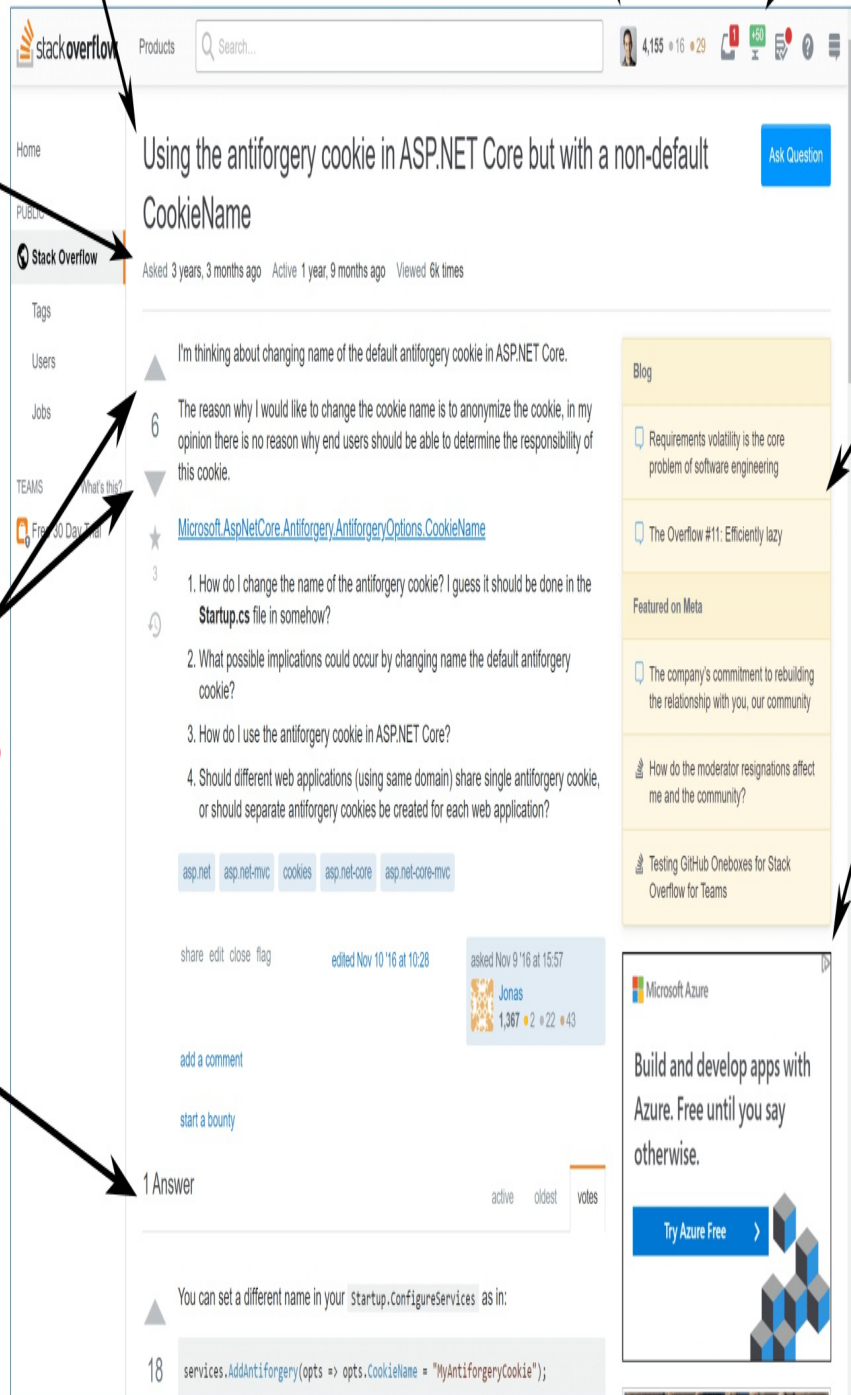 stackoverflow
Products
Search...
4,155 16 29
1
+50
Home
PUBLIC
Stack Overflow
Tags
Users
Jobs
TEAMS What's this?
Free 30 Day Trial
Using the antiforgery cookie in ASP.NET Core but with a non-default
CookieName
Ask Question
Asked 3 years, 3 months ago Active 1 year, 9 months ago Viewed 6k times
I'm thinking about changing name of the default antiforgery cookie in ASP.NET Core.
6
The reason why I would like to change the cookie name is to anonymize the cookie, in my
opinion there is no reason why end users should be able to determine the responsibility of
this cookie.
Microsoft.AspNetCore.Antiforgery.AntiforgeryOptions.CookieName
3
1. How do I change the name of the antiforgery cookie? I guess it should be done in the
Startup.cs file in somehow?
2. What possible implications could occur by changing name the default antiforgery
cookie?
3. How do I use the antiforgery cookie in ASP.NET Core?
4. Should different web applications (using same domain) share single antiforgery cookie,
or should separate antiforgery cookies be created for each web application?
asp.net asp.net-mvc cookies asp.net-core asp.net-core-mvc
share edit close flag
edited Nov 10 '16 at 10:28
asked Nov 9 '16 at 15:57
Jonas
1,367 2 22 43
add a comment
start a bounty
1 Answer
active oldest votes
You can set a different name in your Startup.ConfigureServices as in:
18
services.AddAntiforgery(opts => opts.CookieName = "MyAntiforgeryCookie");
Blog
Requirements volatility is the core
problem of software engineering
The Overflow #11: Efficiently lazy
Featured on Meta
The company's commitment to rebuilding
the relationship with you, our community
How do the moderator resignations affect
me and the community?
Testing GitHub Oneboxes for Stack
Overflow for Teams
Microsoft Azure
Build and develop apps with
Azure. Free until you say
otherwise.
Try Azure Free